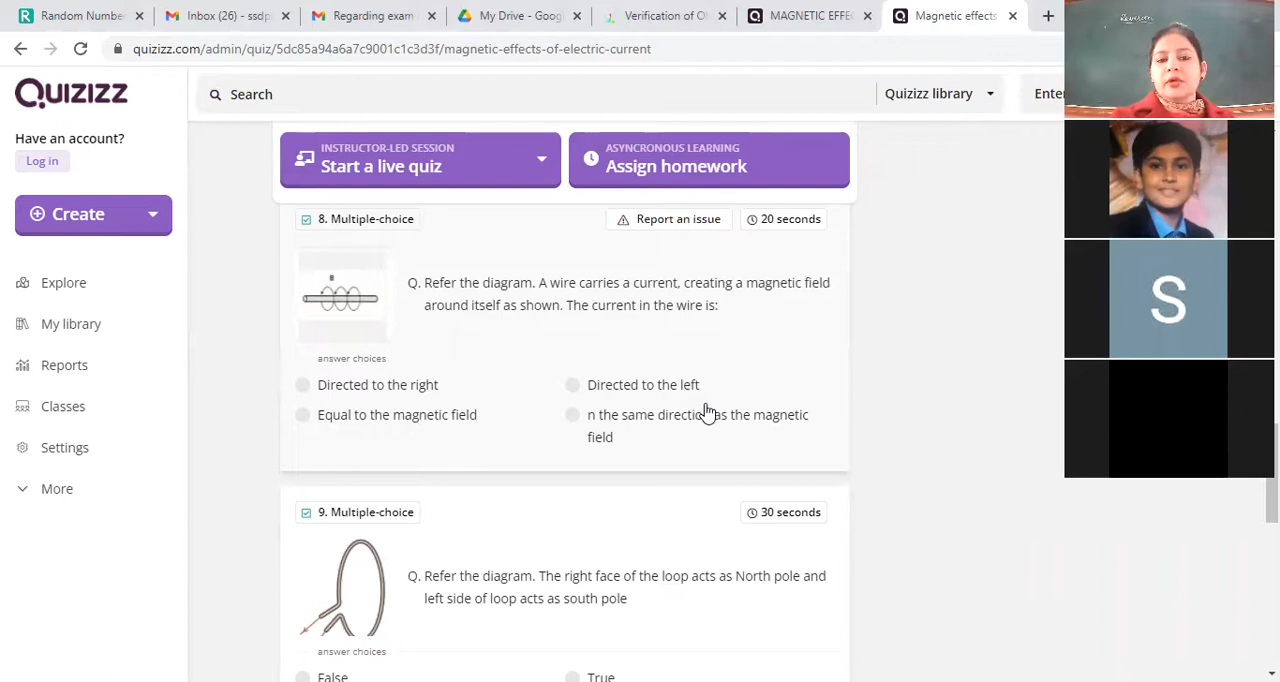 Random Numbe
Inbox (26) - ssdp
Regarding exam
My Drive - Goog
Verification of O
MAGNETIC EFFE
Magnetic effects
quizizz.com/admin/quiz/5dc85a94a6a7c9001c1c3d3f/magnetic-effects-of-electric-current
QUIZIZZ
Search
Quizizz library
Enter
Have an account?
Log in
Create
Explore
My library
Reports
Classes
Settings
More
INSTRUCTOR-LED SESSION
Start a live quiz
ASYNCRONOUS LEARNING
Assign homework
8. Multiple-choice
Report an issue
20 seconds
B
Q. Refer the diagram. A wire carries a current, creating a magnetic field
around itself as shown. The current in the wire is:
answer choices
Directed to the right
Directed to the left
Equal to the magnetic field
n the same direction as the magnetic
field
9. Multiple-choice
30 seconds
Q. Refer the diagram. The right face of the loop acts as North pole and
left side of loop acts as south pole
answer choices
False
True
Revision
S